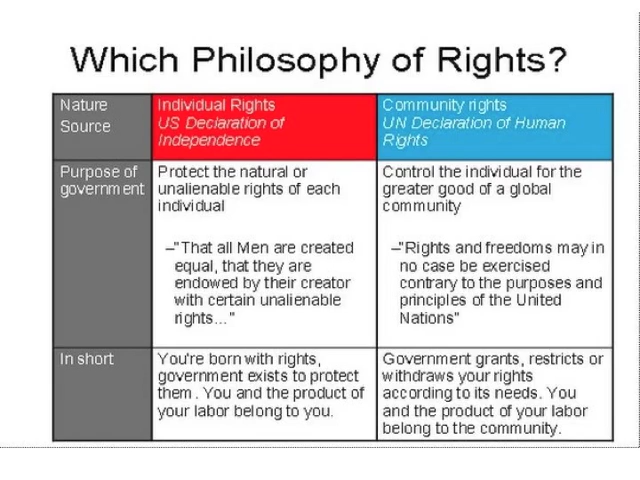 Which Philosophy of Rights?
Nature
Source
Individual Rights
US Declaration of
Independence
Community rights
UN Declaration of Human
Rights
Purpose of
government
Protect the natural or
unalienable rights of each
individual
–"That all Men are created
equal, that they are
endowed by their creator
with certain unalienable
rights..."
Control the individual for the
greater good of a global
community
–"Rights and freedoms may in
no case be exercised
contrary to the purposes and
principles of the United
Nations"
In short
You're born with rights,
government exists to protect
them. You and the product of
your labor belong to you.
Government grants, restricts or
withdraws your rights
according to its needs. You
and the product of your labor
belong to the community.